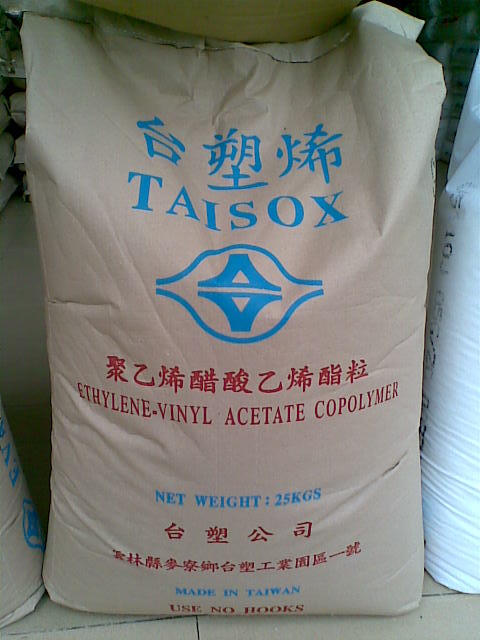 台塑烯
TAISOX
聚乙烯醋酸乙烯酯粒
ETHYLENE-VINYL ACETATE COPOLYMER
NET WEIGHT: 25KGS
台塑公司
雲林縣麥寮鄉台塑工業園區一號
MADE IN TAIWAN
USE NO HOOKS